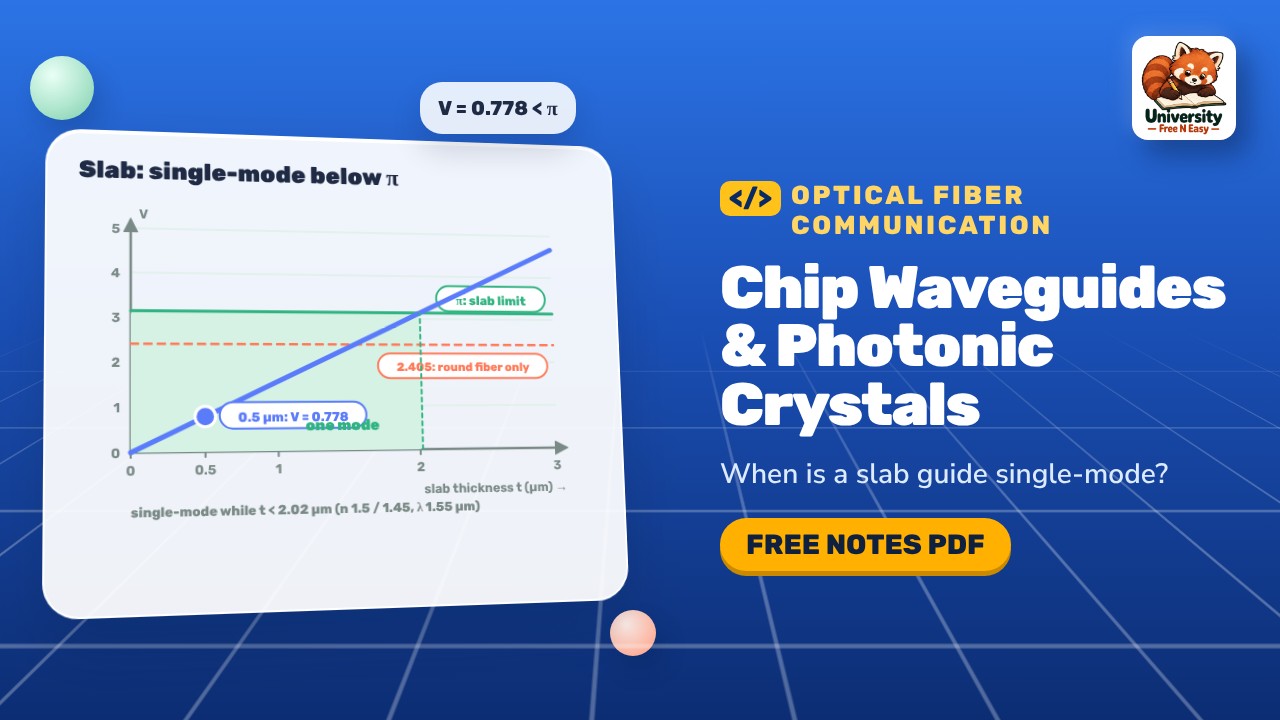 V = 0.778 < π
Slab: single-mode below π
V
5
4
3
2
1
0
π: slab limit
2.405: round fiber only
0.5 µm: V = 0.778
one mode
0
0.5
1
2
3
slab thickness t (µm) →
single-mode while t < 2.02 µm (n 1.5 / 1.45, λ 1.55 µm)
University
Free N Easy
</> OPTICAL FIBER
COMMUNICATION
Chip Waveguides
& Photonic
Crystals
When is a slab guide single-mode?
FREE NOTES PDF